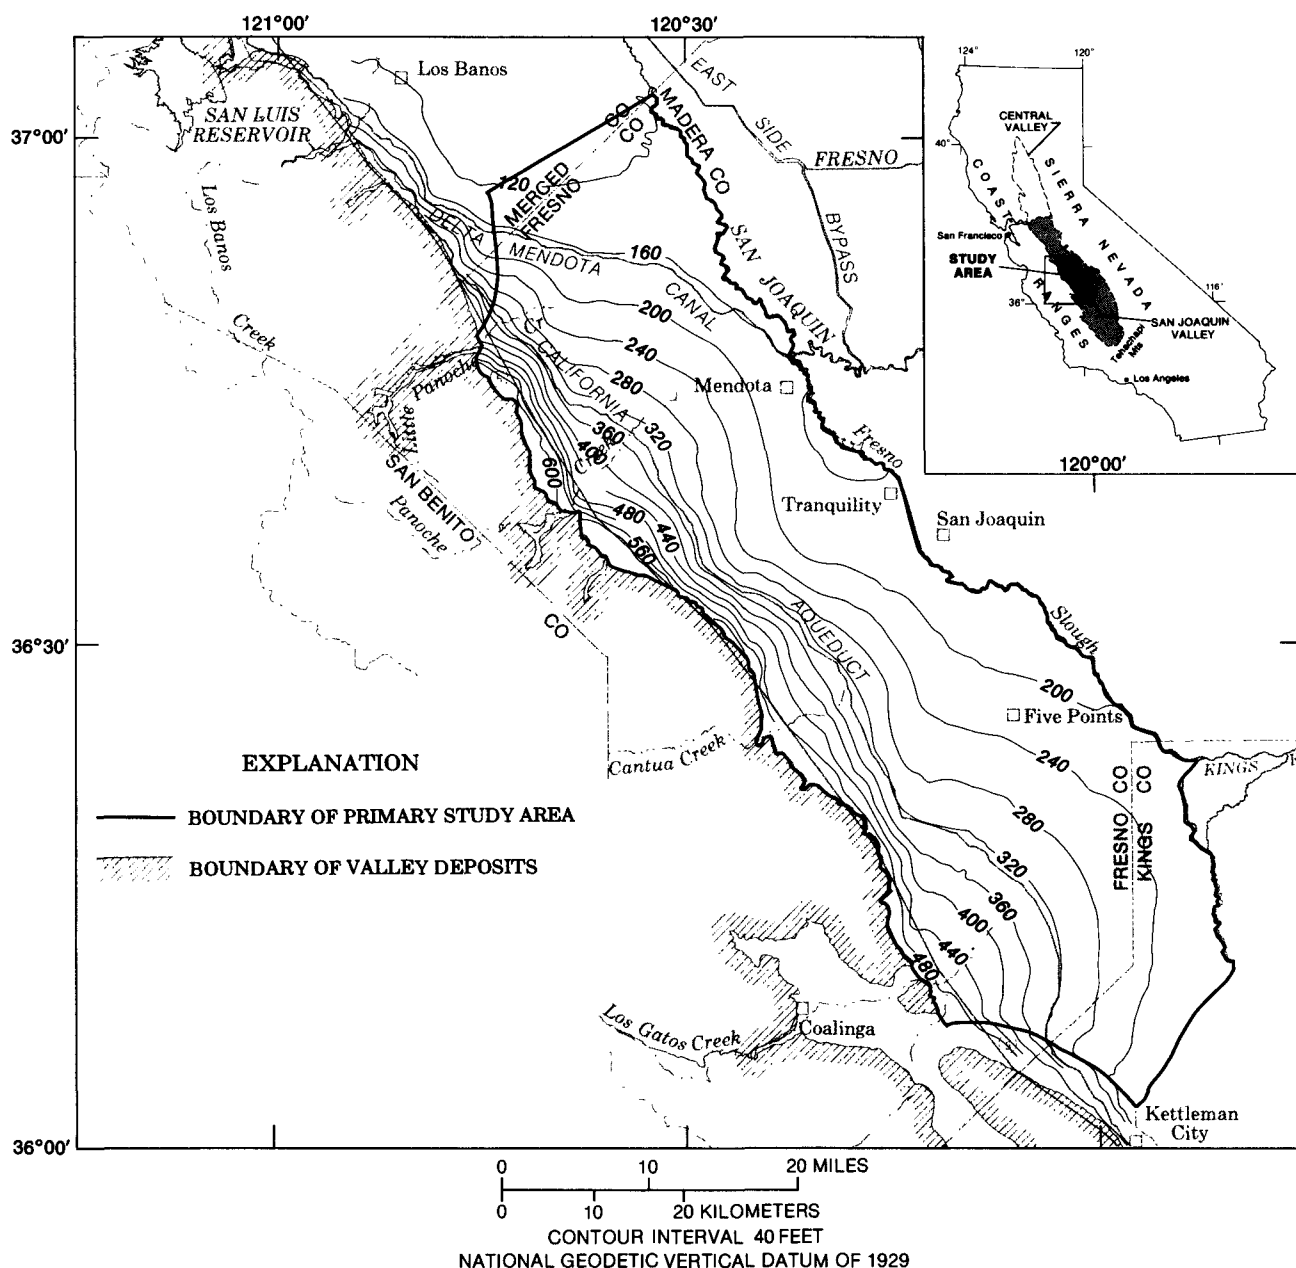 121°00'
120°30'
37°00'
36°30'
36°00'
Los Banos
SAN LUIS
RESERVOIR
Los Banos
Creek
EAST
SIDE
BYPASS
FRESNO
MADERA CO
CO
CO
MERCED
FRESNO
120
DELTA
MENDOTA
CANAL
160
SAN JOAQUIN
200
240
280
320
360
400
Cr
CALIFORNIA
Mendota
Panoche
Little
SAN BENITO
CO
Panoche
Creek
600
480
440
560
Fresno
Slough
Tranquility
San Joaquin
AQUEDUCT
200
Five Points
240
280
320
360
400
440
480
Cantua Creek
KINGS
FRESNO CO
KINGS CO
Los Gatos Creek
Coalinga
Kettleman
City
EXPLANATION
BOUNDARY OF PRIMARY STUDY AREA
BOUNDARY OF VALLEY DEPOSITS
124°
120°
40°
36°
116°
CENTRAL
VALLEY
COAST RANGES
SIERRA NEVADA
San Francisco
STUDY
AREA
SAN JOAQUIN
VALLEY
Tehachapi
Mts
Los Angeles
120°00'
0 10 20 MILES
0 10 20 KILOMETERS
CONTOUR INTERVAL 40 FEET
NATIONAL GEODETIC VERTICAL DATUM OF 1929